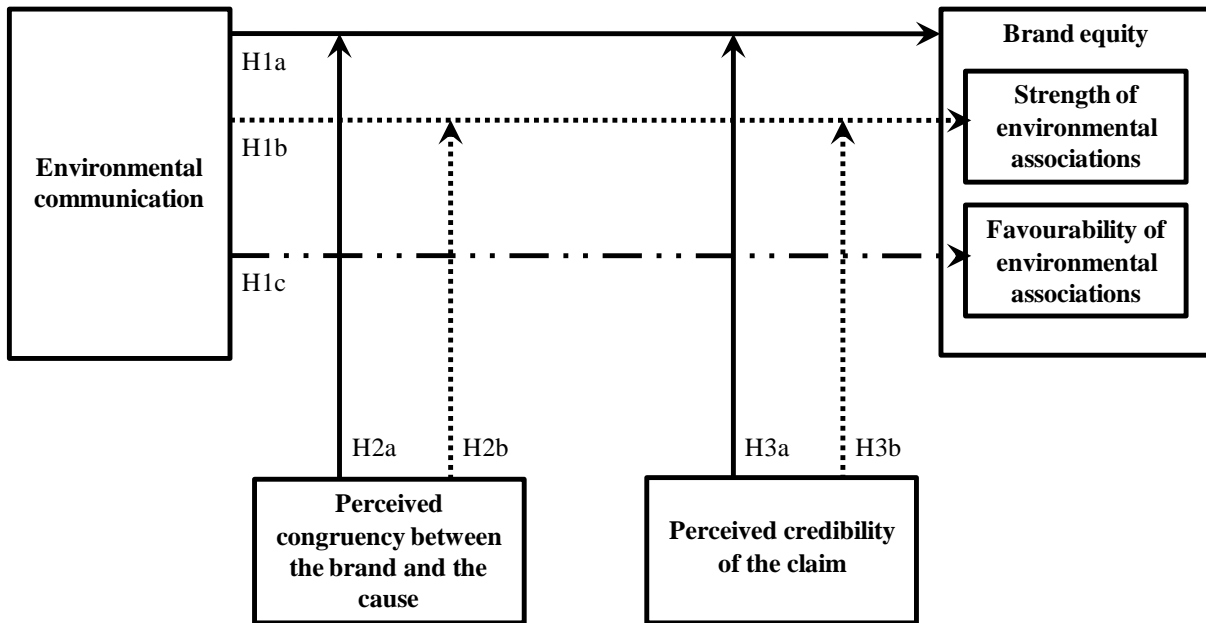 Environmental
communication
H1a
H1b
H1c
Brand equity
Strength of
environmental
associations
Favourability of
environmental
associations
H2a
H2b
H3a
H3b
Perceived
congruency between
the brand and the
cause
Perceived credibility
of the claim